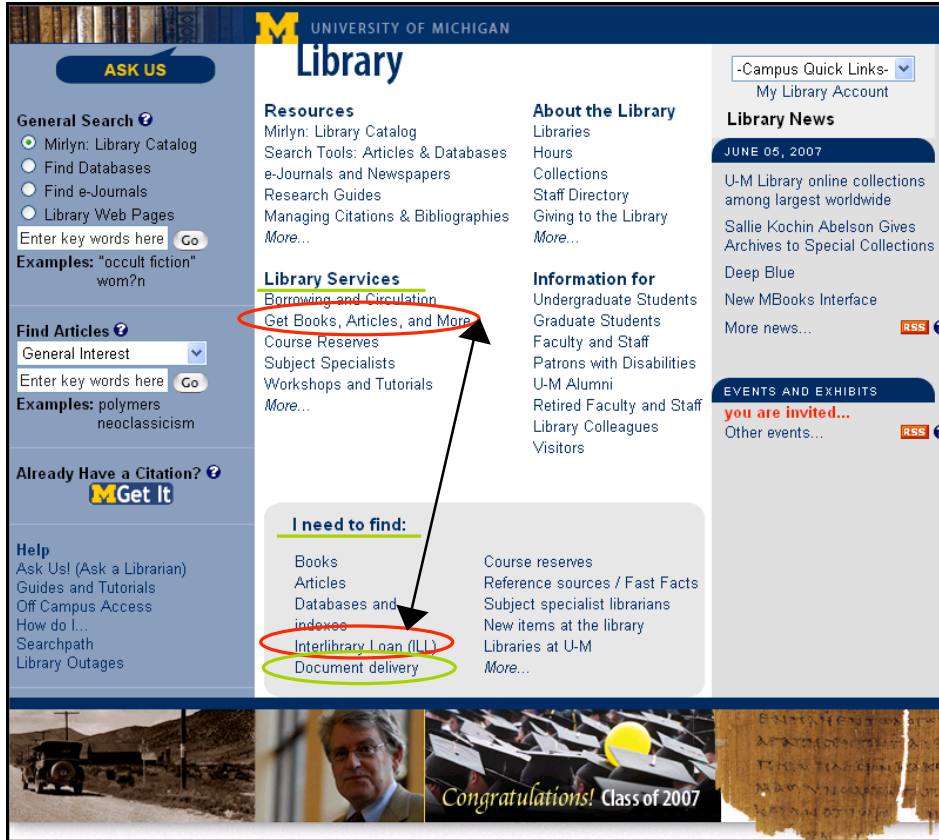 UNIVERSITY OF MICHIGAN
Library
ASK US
General Search ?
Mirlyn: Library Catalog
Find Databases
Find e-Journals
Library Web Pages
Enter key words here Go
Examples: "occult fiction"
wom?n
Find Articles ?
General Interest
Enter key words here Go
Examples: polymers
neoclassicism
Already Have a Citation? ?
MGet It
Help
Ask Us! (Ask a Librarian)
Guides and Tutorials
Off Campus Access
How do I...
Searchpath
Library Outages
Resources
Mirlyn: Library Catalog
Search Tools: Articles & Databases
e-Journals and Newspapers
Research Guides
Managing Citations & Bibliographies
More...
About the Library
Libraries
Hours
Collections
Staff Directory
Giving to the Library
More...
Library Services
Borrowing and Circulation
Get Books, Articles, and More
Course Reserves
Subject Specialists
Workshops and Tutorials
More...
Information for
Undergraduate Students
Graduate Students
Faculty and Staff
Patrons with Disabilities
U-M Alumni
Retired Faculty and Staff
Library Colleagues
Visitors
I need to find:
Books
Articles
Databases and
indexes
Interlibrary Loan (ILL)
Document delivery
Course reserves
Reference sources / Fast Facts
Subject specialist librarians
New items at the library
Libraries at U-M
More...
-Campus Quick Links-
My Library Account
Library News
JUNE 05, 2007
U-M Library online collections
among largest worldwide
Sallie Kochin Abelson Gives
Archives to Special Collections
Deep Blue
New MBooks Interface
More news... RSS
EVENTS AND EXHIBITS
you are invited...
Other events... RSS
Congratulations! Class of 2007